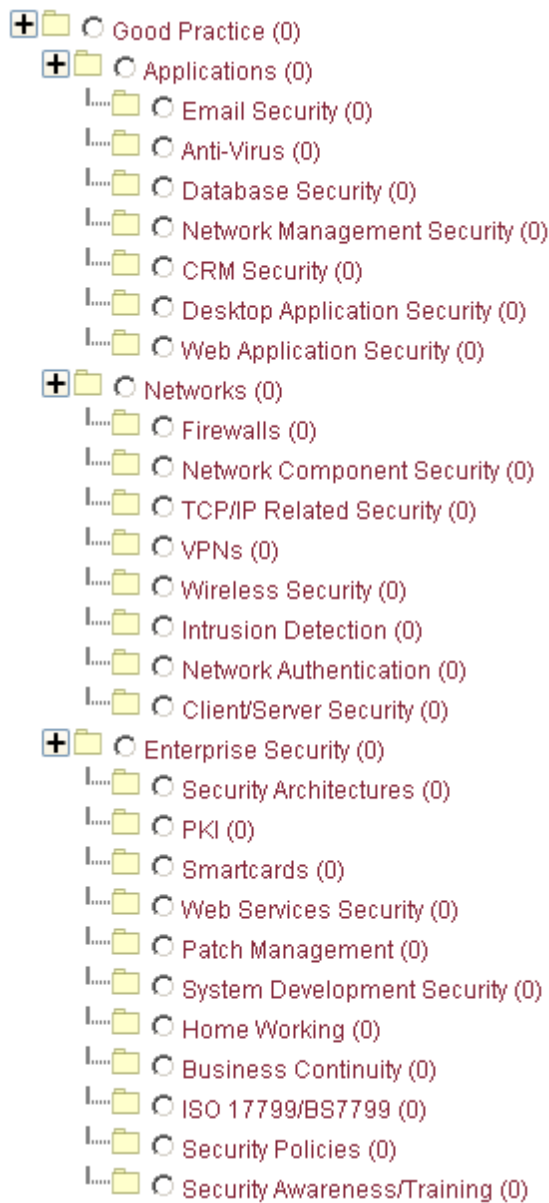 Good Practice (0)
Applications (0)
Email Security (0)
Anti-Virus (0)
Database Security (0)
Network Management Security (0)
CRM Security (0)
Desktop Application Security (0)
Web Application Security (0)
Networks (0)
Firewalls (0)
Network Component Security (0)
TCP/IP Related Security (0)
VPNs (0)
Wireless Security (0)
Intrusion Detection (0)
Network Authentication (0)
Client/Server Security (0)
Enterprise Security (0)
Security Architectures (0)
PKI (0)
Smartcards (0)
Web Services Security (0)
Patch Management (0)
System Development Security (0)
Home Working (0)
Business Continuity (0)
ISO 17799/BS7799 (0)
Security Policies (0)
Security Awareness/Training (0)